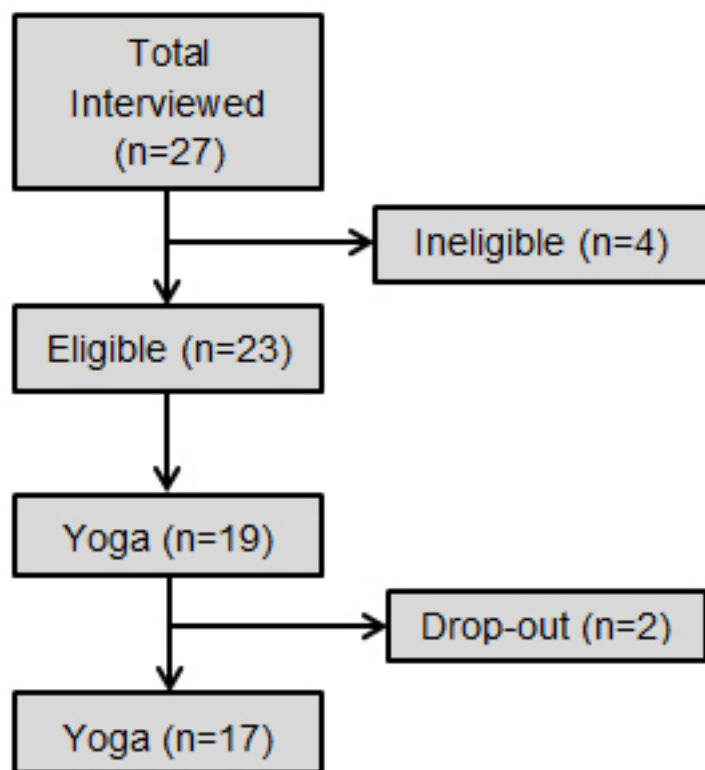 Total
Interviewed
(n=27)
Ineligible (n=4)
Eligible (n=23)
Yoga (n=19)
Drop-out (n=2)
Yoga (n=17)